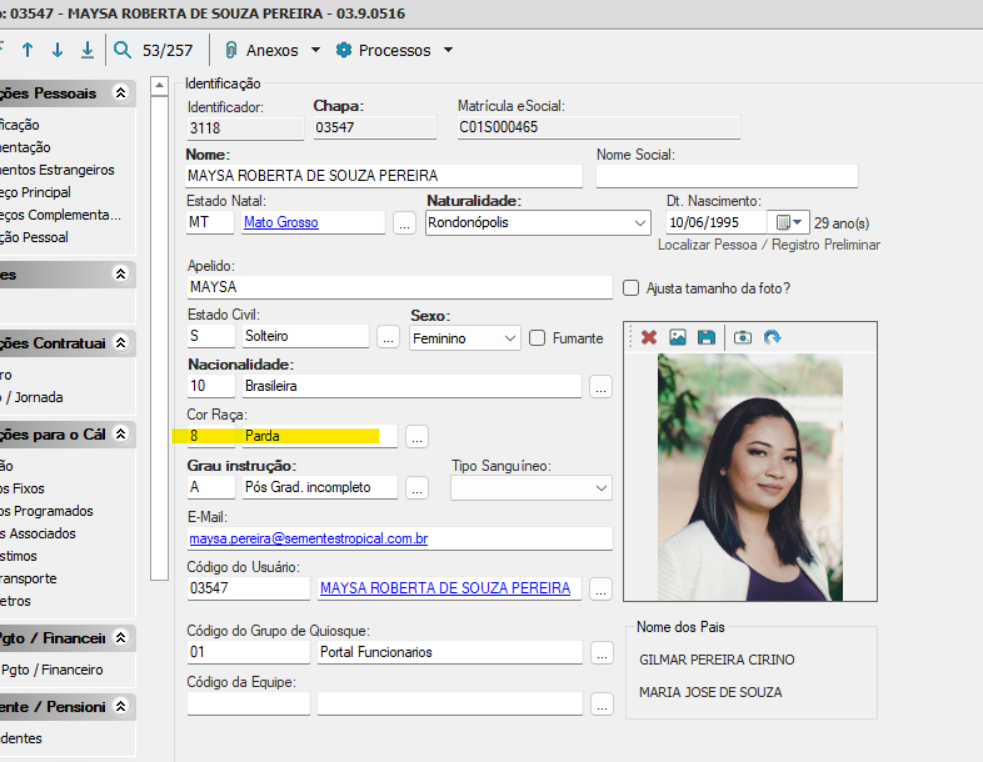 : 03547 - MAYSA ROBERTA DE SOUZA PEREIRA - 03.9.0516
53/257 Anexos Processos
ções Pessoais
ficação
mentação
mentos Estrangeiros
eço Principal
eços Complementa...
ção Pessoal
es
ções Contratuai
ro
o / Jornada
ções para o Cál
ão
os Fixos
os Programados
s Associados
stimos
ransporte
etros
Pgto / Financeir
Pgto / Financeiro
ente / Pensioni
dentes
Identificação
Identificador: Chapa: Matrícula eSocial:
3118 03547 C01S000465
Nome: Nome Social:
MAYSA ROBERTA DE SOUZA PEREIRA
Estado Natal: Naturalidade: Dt. Nascimento:
MT Mato Grosso ... Rondonópolis 10/06/1995 29 ano(s)
Localizar Pessoa / Registro Preliminar
Apelido:
MAYSA Ajusta tamanho da foto?
Estado Civil: Sexo:
S Solteiro ... Feminino Fumante
Nacionalidade:
10 Brasileira ...
Cor Raça:
8 Parda ...
Grau instrução: Tipo Sanguíneo:
A Pós Grad. incompleto ...
E-Mail:
maysa.pereira@sementestropical.com.br
Código do Usuário:
03547 MAYSA ROBERTA DE SOUZA PEREIRA ...
Código do Grupo de Quiosque:
01 Portal Funcionarios ...
Código da Equipe:
...
Nome dos Pais
GILMAR PEREIRA CIRINO
MARIA JOSE DE SOUZA